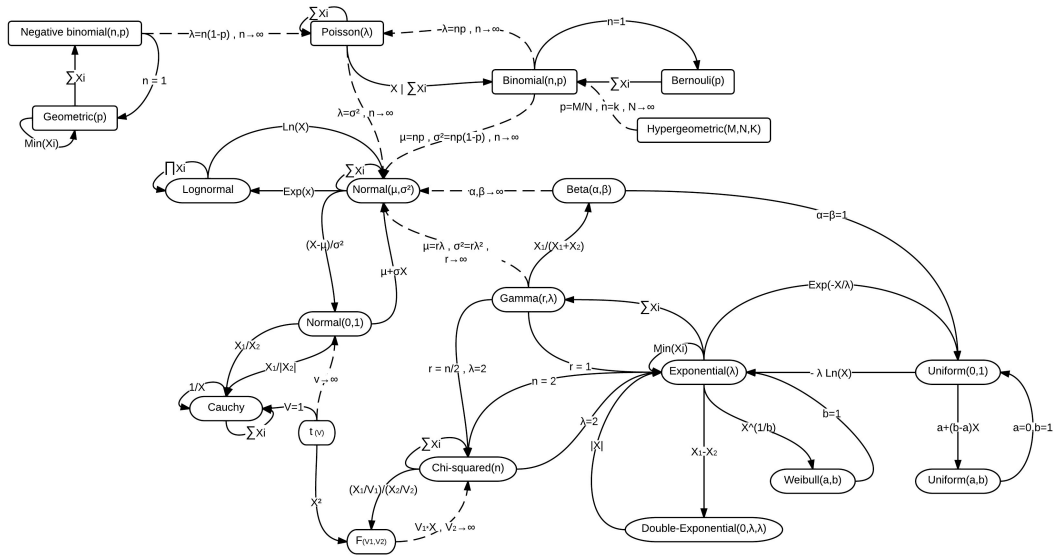 n=1
∑Xi
Negative binomial(n,p)
λ=n(1-p) , n→∞
Poisson(λ)
λ=np , n→∞
∑Xi
n = 1
X | ∑Xi
Binomial(n,p)
∑Xi
Bernouli(p)
p=M/N , n=k , N→∞
Geometric(p)
λ=σ² , n→∞
Hypergeometric(M,N,K)
Min(Xi)
Ln(X)
μ=np , σ²=np(1-p) , n→∞
∏Xi
∑Xi
Lognormal
Exp(x)
Normal(μ,σ²)
α,β→∞
Beta(α,β)
α=β=1
(X-μ)/σ²
μ=rλ , σ²=rλ² ,
r→∞
X1/(X1+X2)
μ+σX
Exp(-X/λ)
Gamma(r,λ)
∑Xi
Normal(0,1)
X1/X2
Min(Xi)
X1/|X2|
r = n/2 , λ=2
r = 1
n = 2
Exponential(λ)
- λ Ln(X)
Uniform(0,1)
v→∞
1/X
Cauchy
V=1
∑Xi
t (V)
λ=2
b=1
X^(1/b)
a+(b-a)X
a=0,b=1
∑Xi
|X|
X1-X2
Chi-squared(n)
Weibull(a,b)
Uniform(a,b)
(X1/V1)/(X2/V2)
X²
V1*X , V2→∞
Double-Exponential(0,λ,λ)
F(V1,V2)